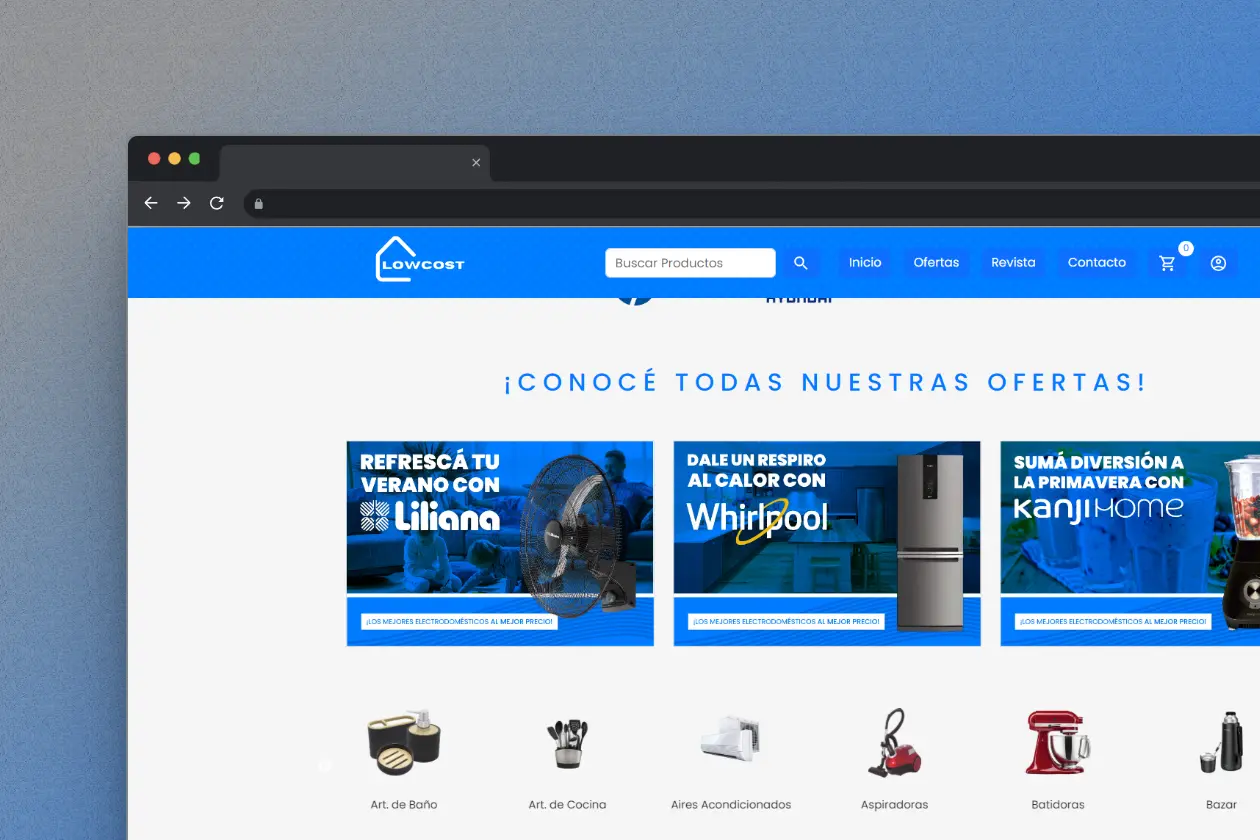 LOWCOST
Buscar Productos
Inicio
Ofertas
Revista
Contacto
0
HYUNDAI
¡CONOCÉ TODAS NUESTRAS OFERTAS!
REFRESCÁ TU
VERANO CON
Liliana
¡LOS MEJORES ELECTRODOMÉSTICOS AL MEJOR PRECIO!
DALE UN RESPIRO
AL CALOR CON
Whirlpool
¡LOS MEJORES ELECTRODOMÉSTICOS AL MEJOR PRECIO!
SUMÁ DIVERSIÓN A
LA PRIMAVERA CON
KANJIHOME
¡LOS MEJORES ELECTRODOMÉSTICOS AL MEJOR PRECIO!
Art. de Baño
Art. de Cocina
Aires Acondicionados
Aspiradoras
Batidoras
Bazar